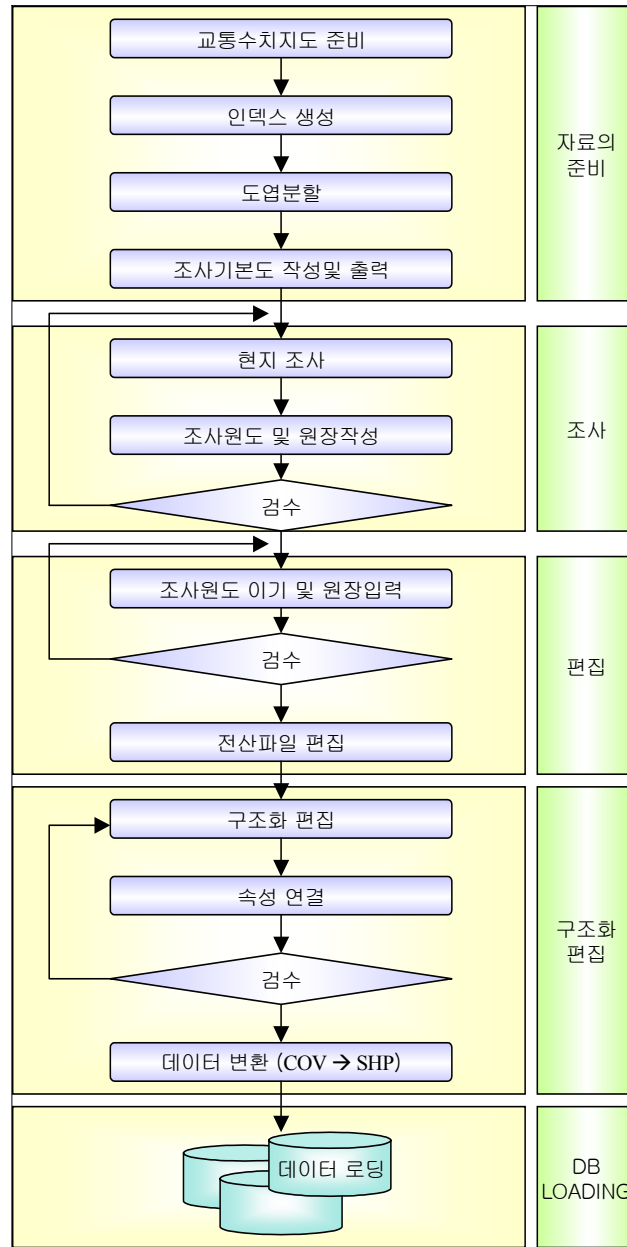 교통수치지도 준비
인덱스 생성
도엽분할
조사기본도 작성및 출력
자료의
준비
현지 조사
조사원도 및 원장작성
검수
조사
조사원도 이기 및 원장입력
검수
전산파일 편집
편집
구조화 편집
속성 연결
검수
데이터 변환 (COV → SHP)
구조화
편집
데이터 로딩
DB
LOADING